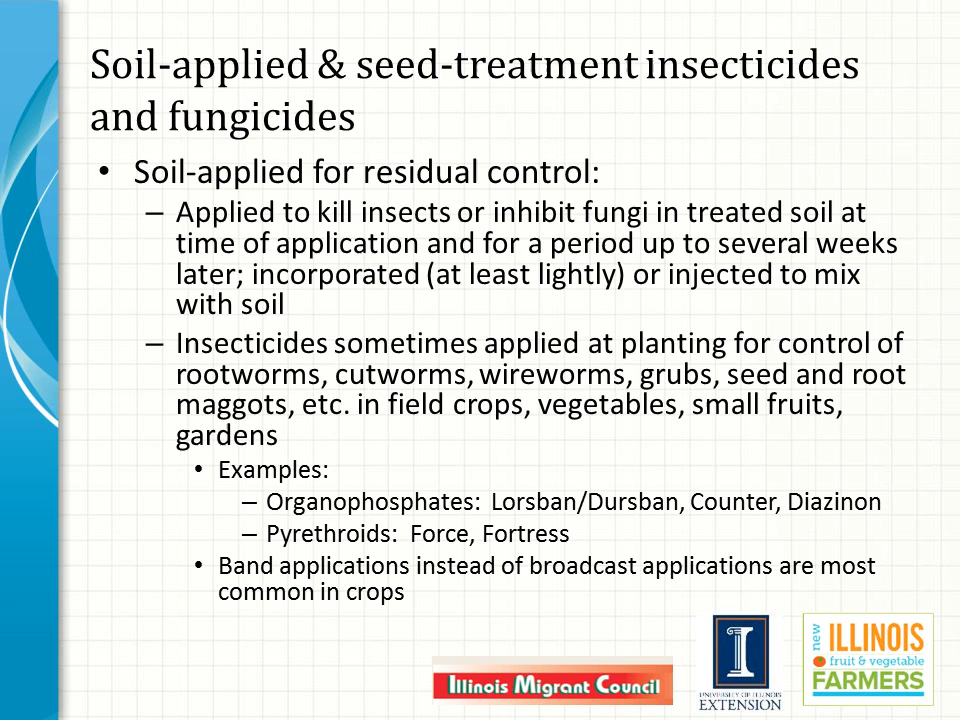 Soil-applied & seed-treatment insecticides
and fungicides
• Soil-applied for residual control:
– Applied to kill insects or inhibit fungi in treated soil at
time of application and for a period up to several weeks
later; incorporated (at least lightly) or injected to mix
with soil
– Insecticides sometimes applied at planting for control of
rootworms, cutworms, wireworms, grubs, seed and root
maggots, etc. in field crops, vegetables, small fruits,
gardens
• Examples:
– Organophosphates: Lorsban/Dursban, Counter, Diazinon
– Pyrethroids: Force, Fortress
• Band applications instead of broadcast applications are most
common in crops
Illinois Migrant Council
I
UNIVERSITY OF ILLINOIS
EXTENSION
new
ILLINOIS
fruit & vegetable
FARMERS